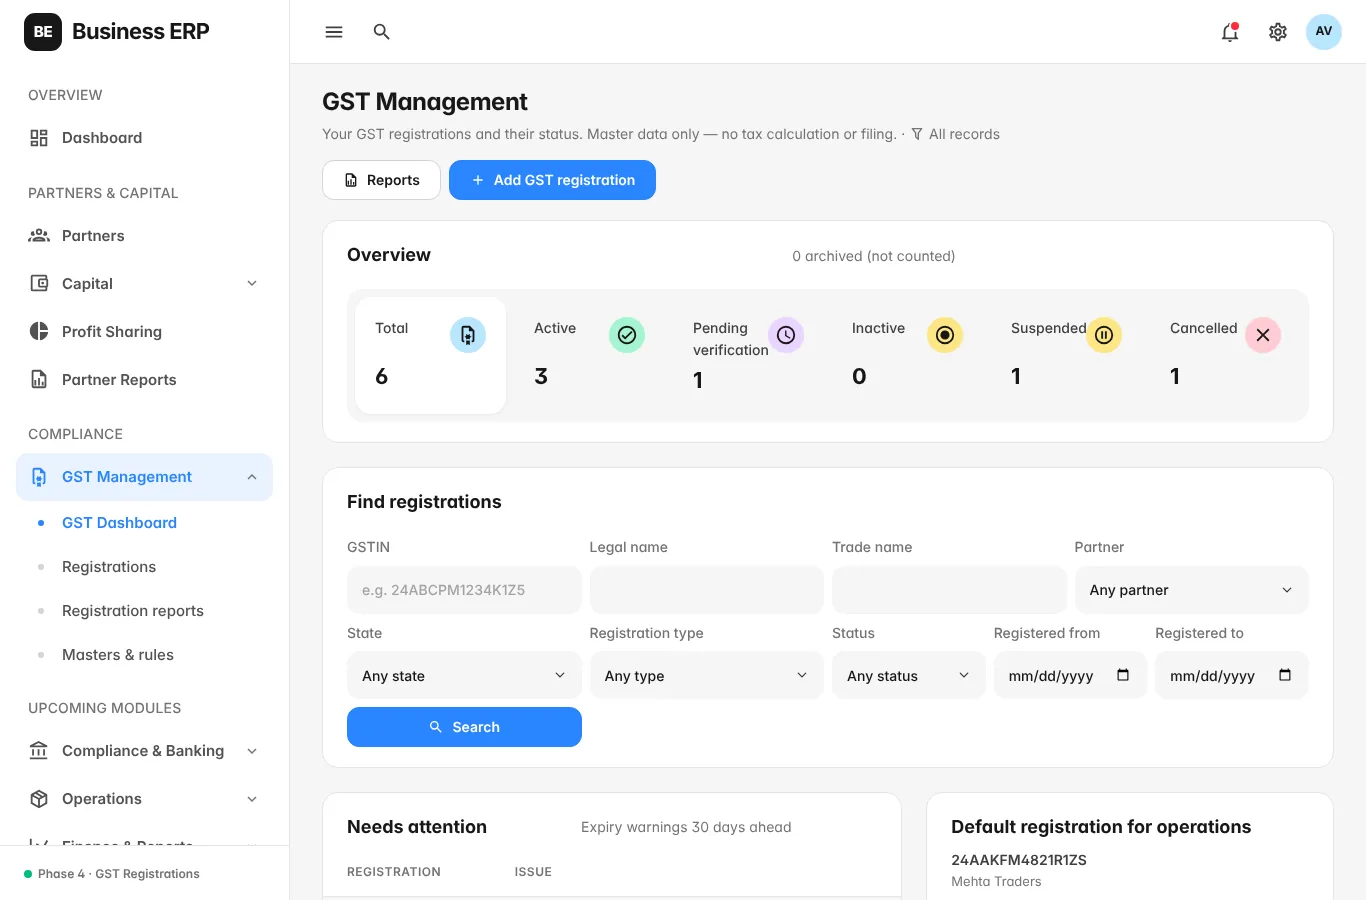 BE Business ERP
OVERVIEW
Dashboard
PARTNERS & CAPITAL
Partners
Capital
Profit Sharing
Partner Reports
COMPLIANCE
GST Management
GST Dashboard
Registrations
Registration reports
Masters & rules
UPCOMING MODULES
Compliance & Banking
Operations
Finance & Reports
Phase 4 · GST Registrations
AV
GST Management
Your GST registrations and their status. Master data only — no tax calculation or filing. · All records
Reports
Add GST registration
Overview
0 archived (not counted)
Total
6
Active
3
Pending
verification
1
Inactive
0
Suspended
1
Cancelled
1
Find registrations
GSTIN
e.g. 24ABCPM1234K1Z5
Legal name
Trade name
Partner
Any partner
State
Any state
Registration type
Any type
Status
Any status
Registered from
mm/dd/yyyy
Registered to
mm/dd/yyyy
Search
Needs attention
Expiry warnings 30 days ahead
REGISTRATION ISSUE
Default registration for operations
24AAKFM4821R1ZS
Mehta Traders